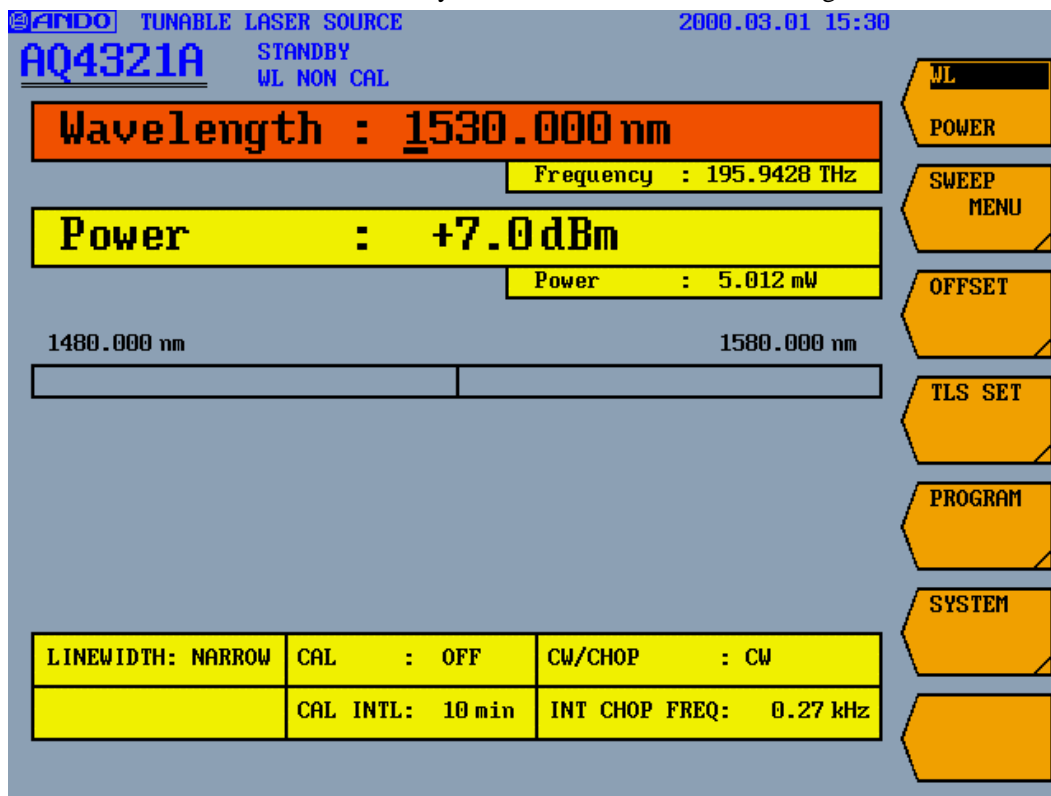 ANDO TUNABLE LASER SOURCE 2000.03.01 15:30
AQ4321A STANDBY
WL NON CAL
WL
POWER
Wavelength : 1530.000 nm
Frequency : 195.9428 THz
SWEEP
MENU
Power : +7.0 dBm
Power : 5.012 mW
OFFSET
1480.000 nm 1580.000 nm
TLS SET
PROGRAM
SYSTEM
LINEWIDTH: NARROW CAL : OFF CW/CHOP : CW
CAL INTL: 10 min INT CHOP FREQ: 0.27 kHz